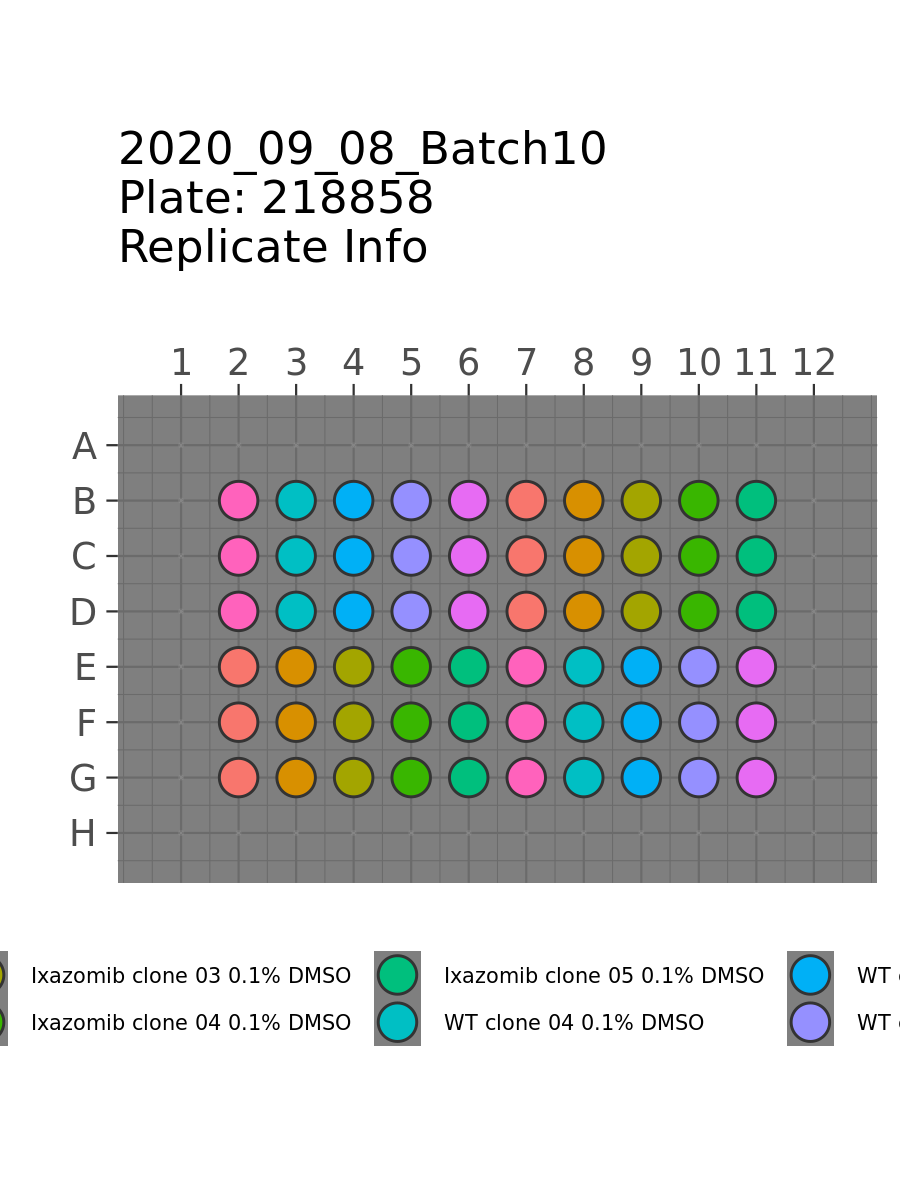 2020_09_08_Batch10
Plate: 218858
Replicate Info
1 2 3 4 5 6 7 8 9 10 11 12
A
B
C
D
E
F
G
H
Ixazomib clone 03 0.1% DMSO Ixazomib clone 05 0.1% DMSO WT
Ixazomib clone 04 0.1% DMSO WT clone 04 0.1% DMSO WT